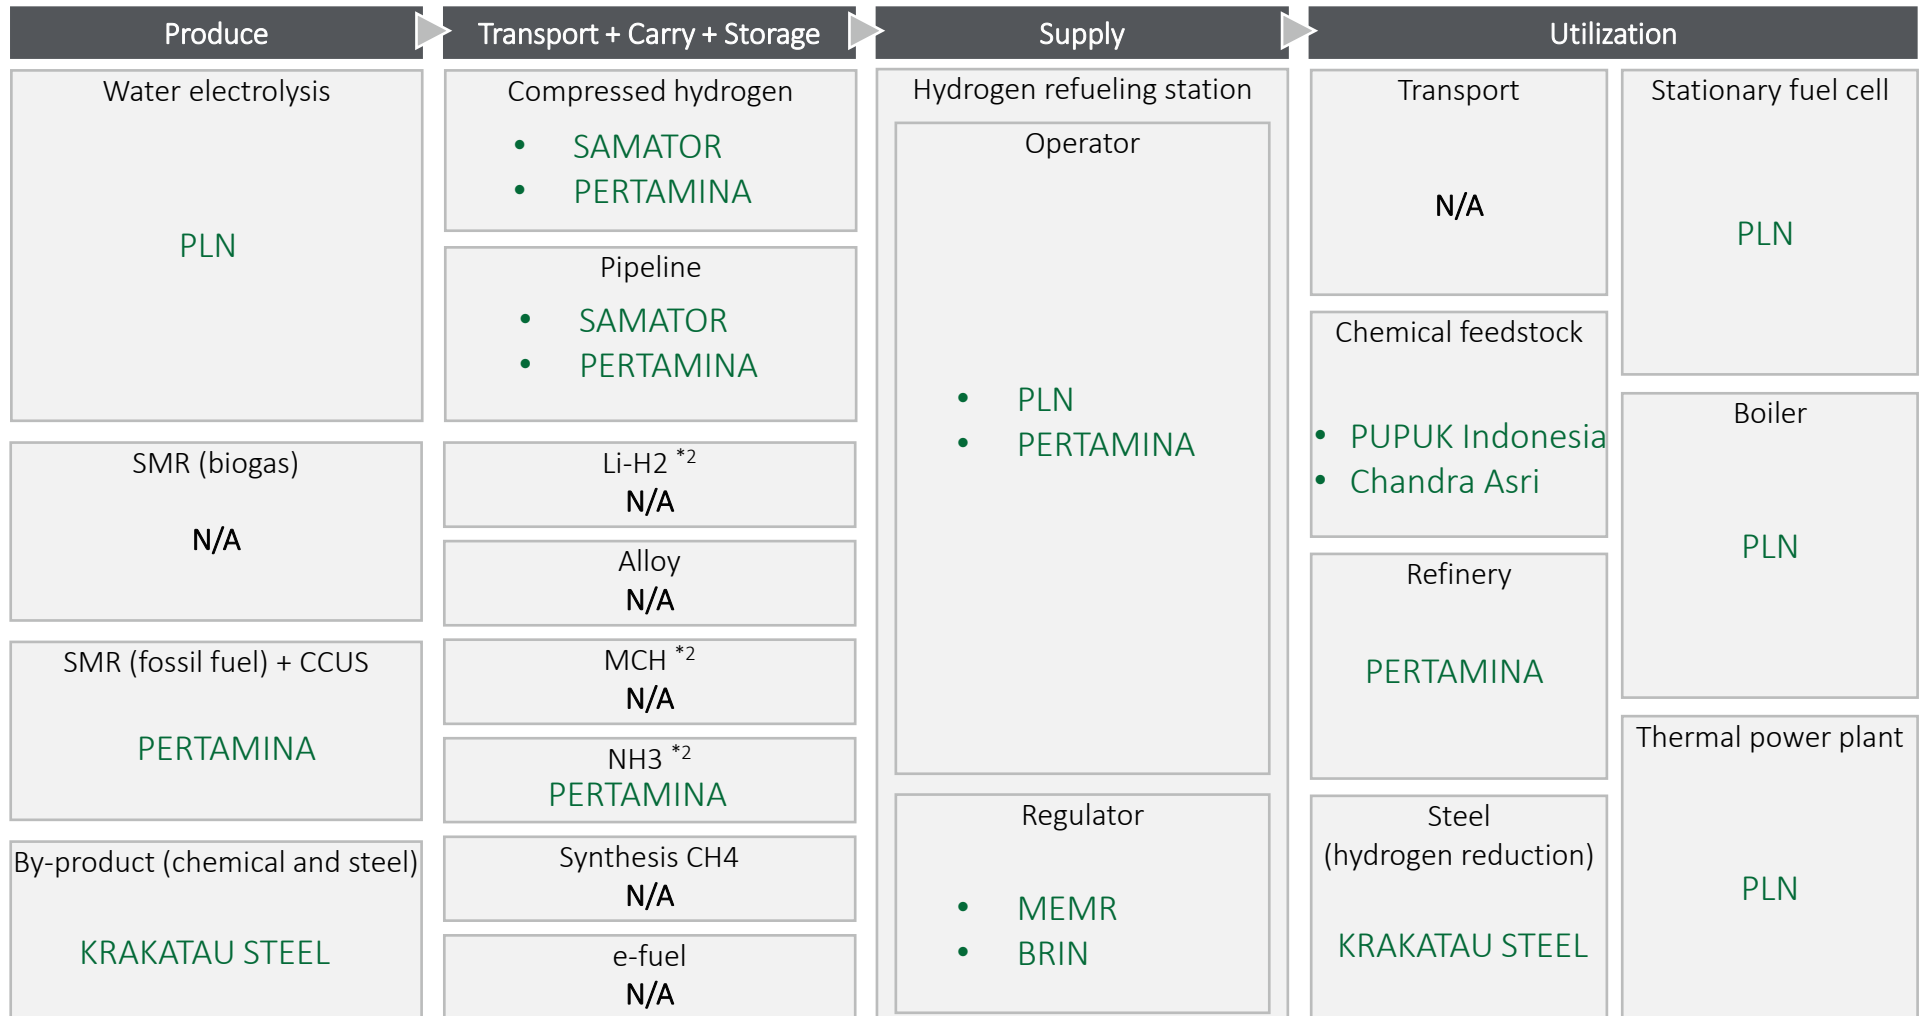 Produce
Water electrolysis
PLN
SMR (biogas)
N/A
SMR (fossil fuel) + CCUS
PERTAMINA
By-product (chemical and steel)
KRAKATAU STEEL
Transport + Carry + Storage
Compressed hydrogen
• SAMATOR
• PERTAMINA
Pipeline
• SAMATOR
• PERTAMINA
Li-H2 *2
N/A
Alloy
N/A
MCH *2
N/A
NH3 *2
PERTAMINA
Synthesis CH4
N/A
e-fuel
N/A
Supply
Hydrogen refueling station
Operator
• PLN
• PERTAMINA
Regulator
• MEMR
• BRIN
Utilization
Transport
N/A
Chemical feedstock
• PUPUK Indonesia
• Chandra Asri
Refinery
PERTAMINA
Steel
(hydrogen reduction)
KRAKATAU STEEL
Stationary fuel cell
PLN
Boiler
PLN
Thermal power plant
PLN